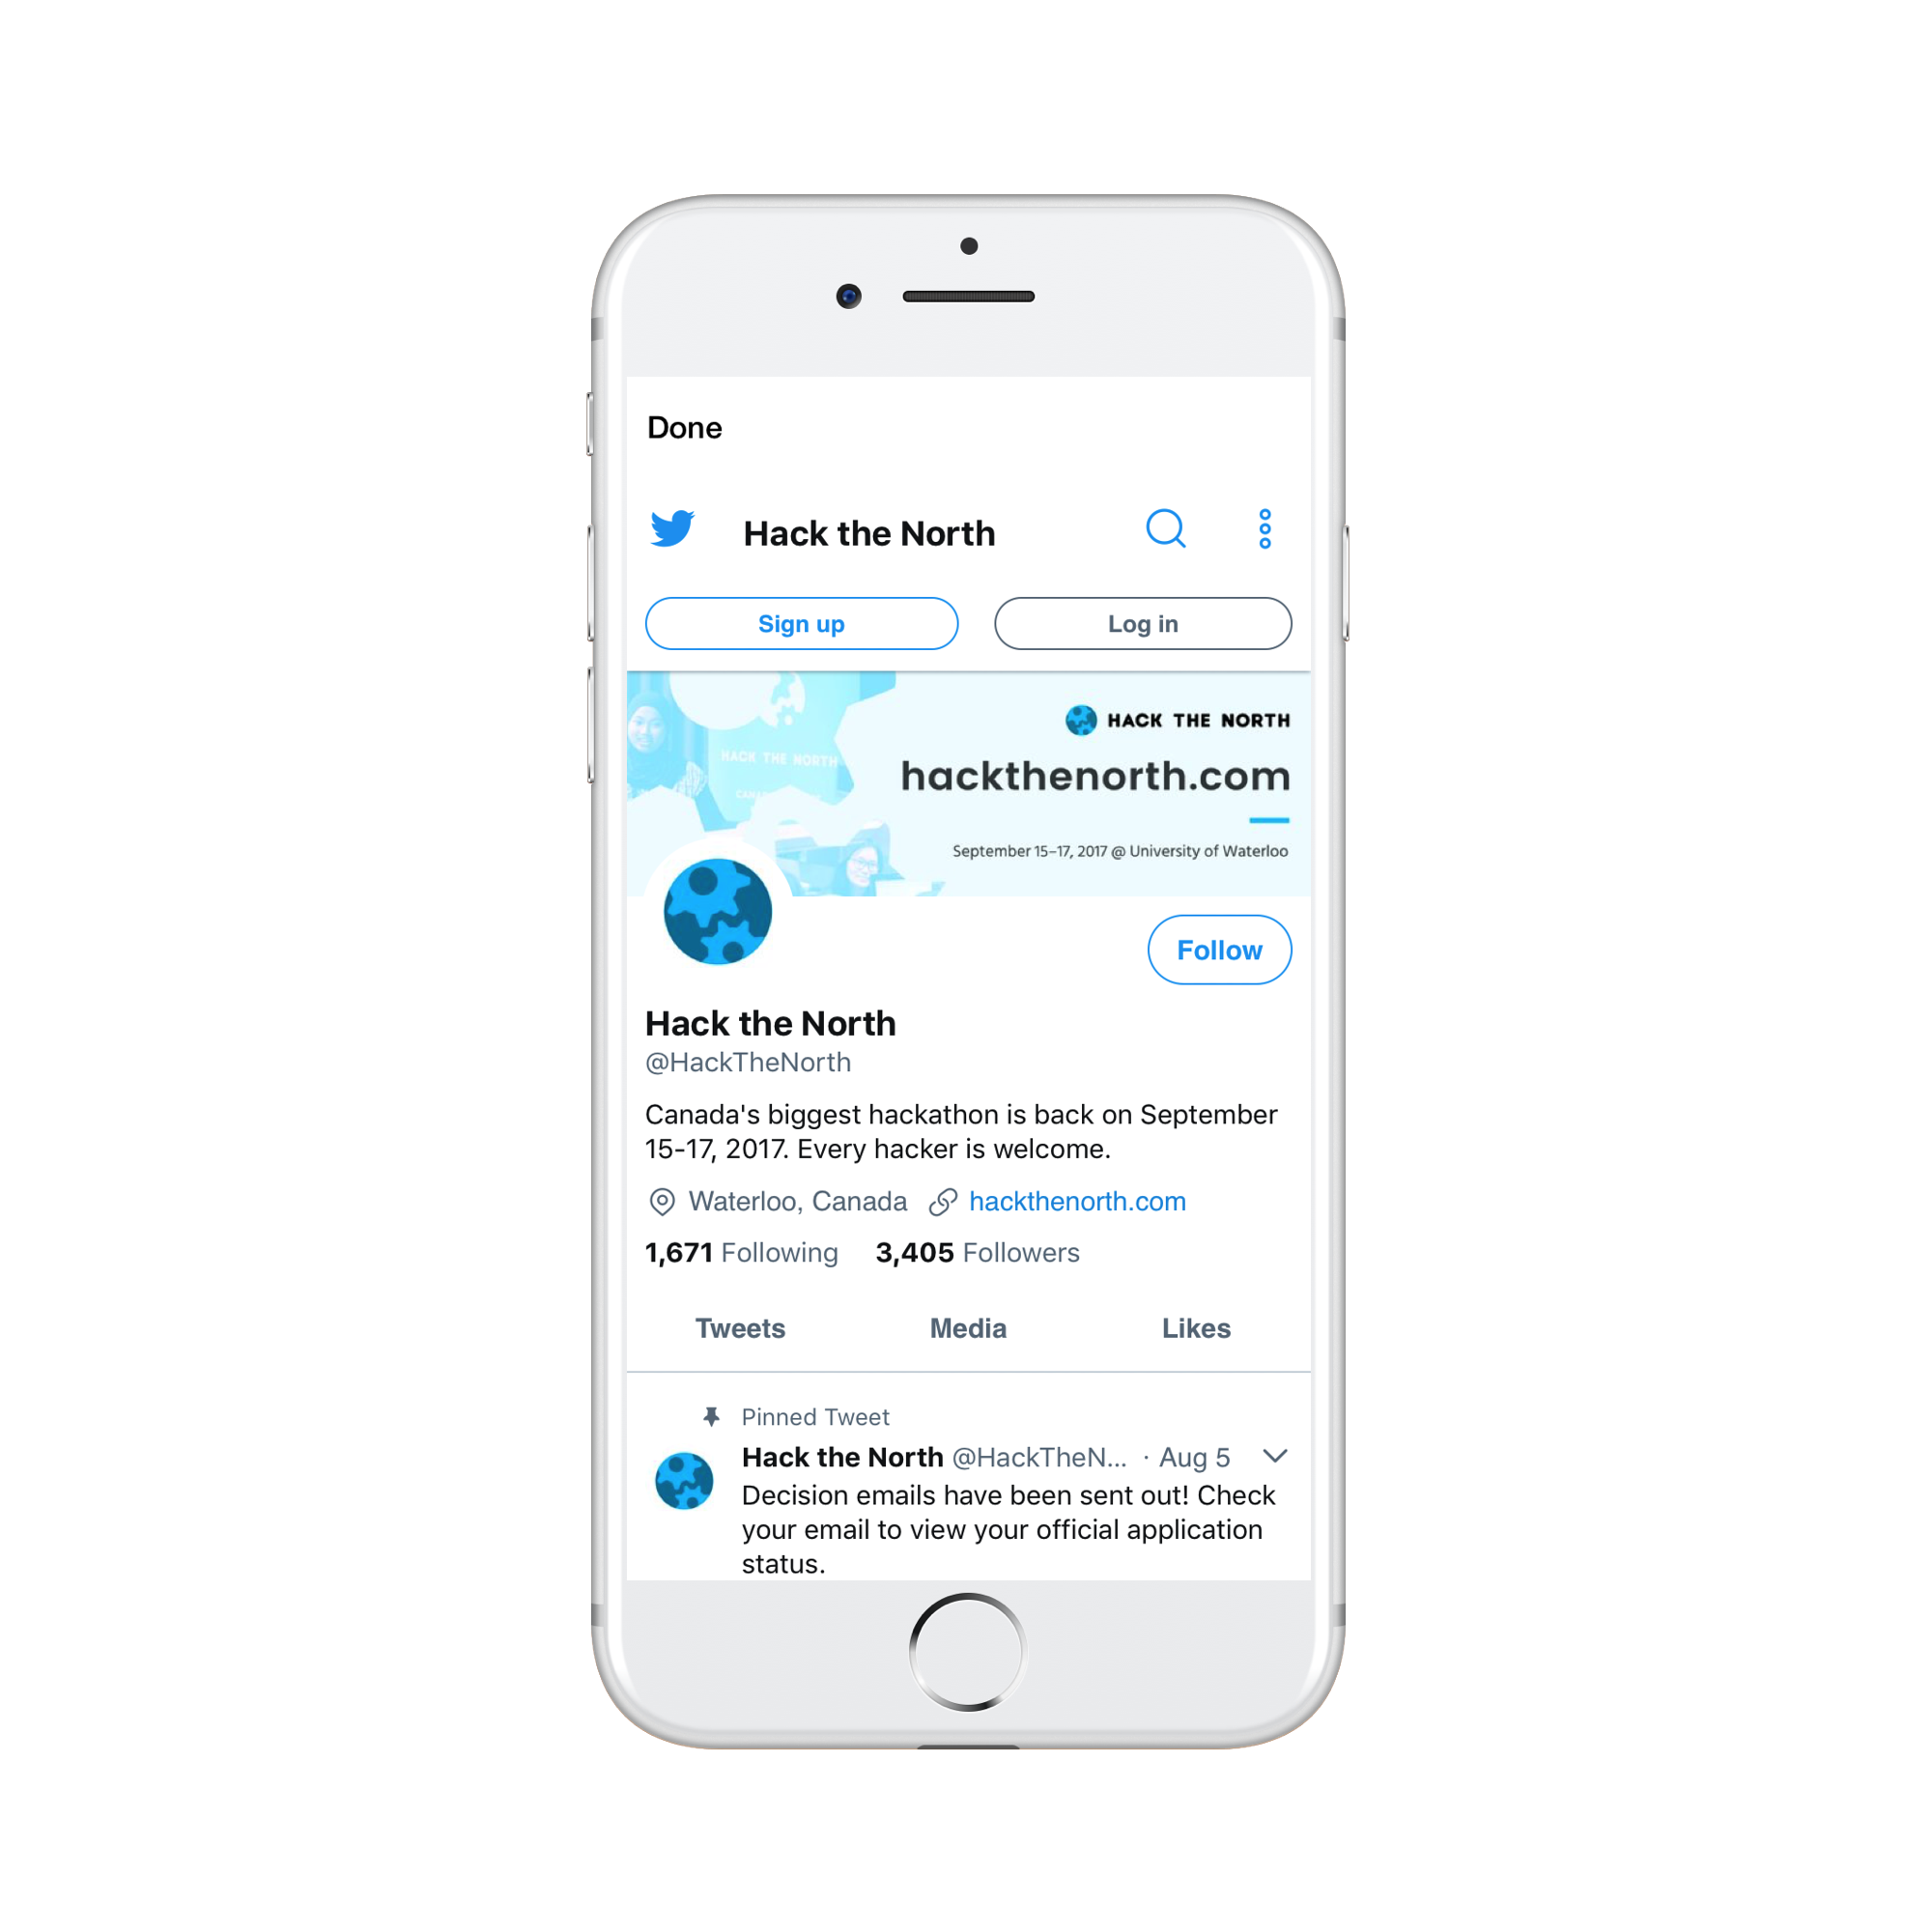 Done
Hack the North
Sign up Log in
HACK THE NORTH
HACK THE NORTH
hackthenorth.com
September 15-17, 2017 @ University of Waterloo
Follow
Hack the North
@HackTheNorth
Canada's biggest hackathon is back on September
15-17, 2017. Every hacker is welcome.
Waterloo, Canada hackthenorth.com
1,671 Following 3,405 Followers
Tweets Media Likes
Pinned Tweet
Hack the North @HackTheN... · Aug 5
Decision emails have been sent out! Check
your email to view your official application
status.